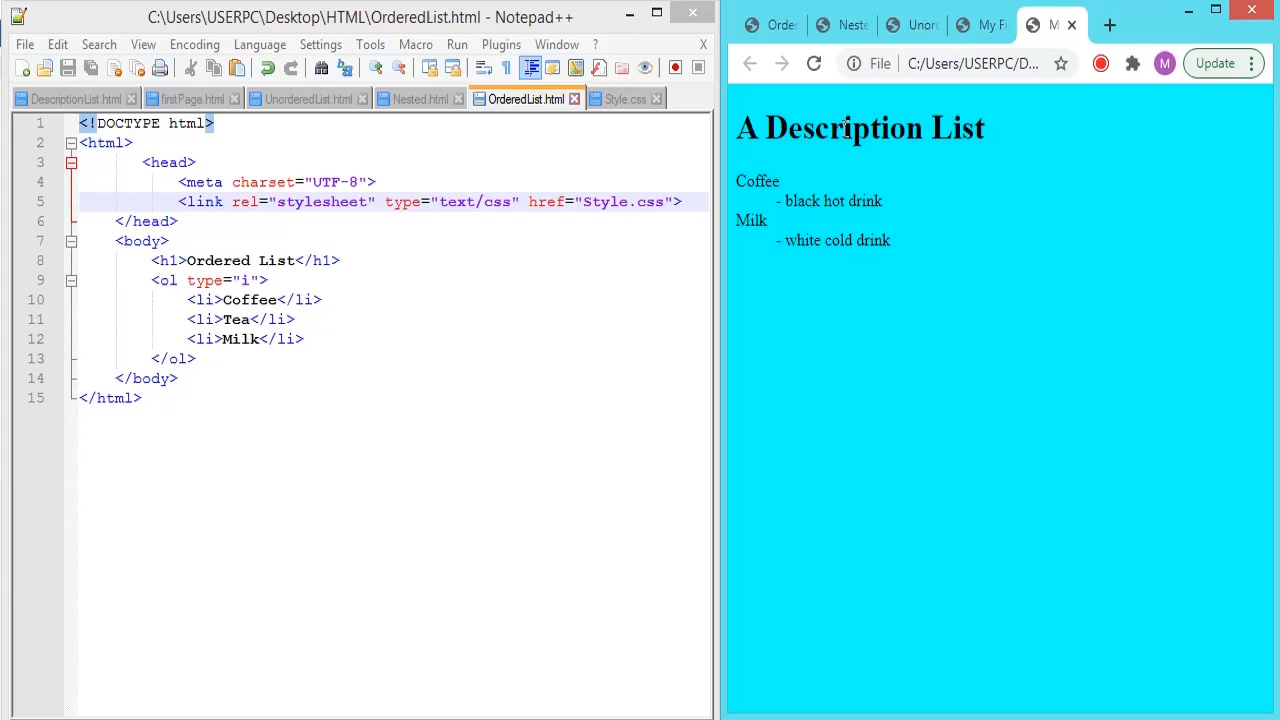 C:\Users\USERPC\Desktop\HTML\OrderedList.html - Notepad++
File Edit Search View Encoding Language Settings Tools Macro Run Plugins Window ? X
DescriptionList.html firstPage.html UnorderedList.html Nested.html OrderedList.html Style.css
1 <!DOCTYPE html>
2 <html>
3 <head>
4 <meta charset="UTF-8">
5 <link rel="stylesheet" type="text/css" href="Style.css">
6 </head>
7 <body>
8 <h1>Ordered List</h1>
9 <ol type="i">
10 <li>Coffee</li>
11 <li>Tea</li>
12 <li>Milk</li>
13 </ol>
14 </body>
15 </html>
Order Neste Unor My Fi M
File C:/Users/USERPC/D... M Update
A Description List
Coffee
- black hot drink
Milk
- white cold drink